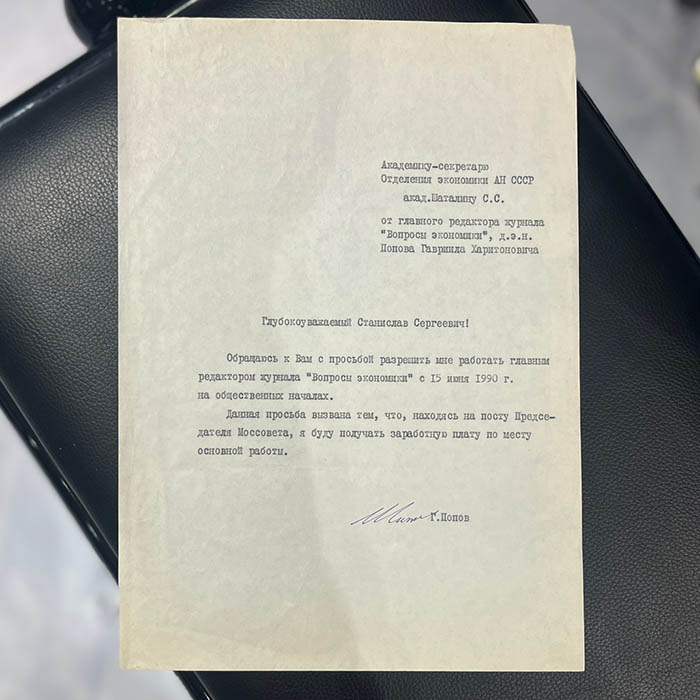 Академику-секретарю
Отделения экономики АН СССР
акад.Шаталину С.С.
от главного редактора журнала
"Вопросы экономики", д.э.н.
Попова Гавриила Харитоновича
Глубокоуважаемый Станислав Сергеевич!
Обращаюсь к Вам с просьбой разрешить мне работать главным
редактором журнала "Вопросы экономики" с 15 июня 1990 г.
на общественных началах.
Данная просьба вызвана тем, что, находясь на посту Предсе-
дателя Моссовета, я буду получать заработную плату по месту
основной работы.
Г.Попов